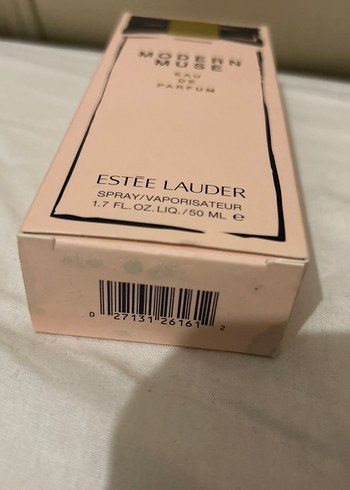 MODERN
MUSE
EAU
DE
PARFUM
ESTĒE LAUDER
SPRAY/VAPORISATEUR
1.7 FL.OZ.LIQ./50 ML ℮
0 27131 26161 2